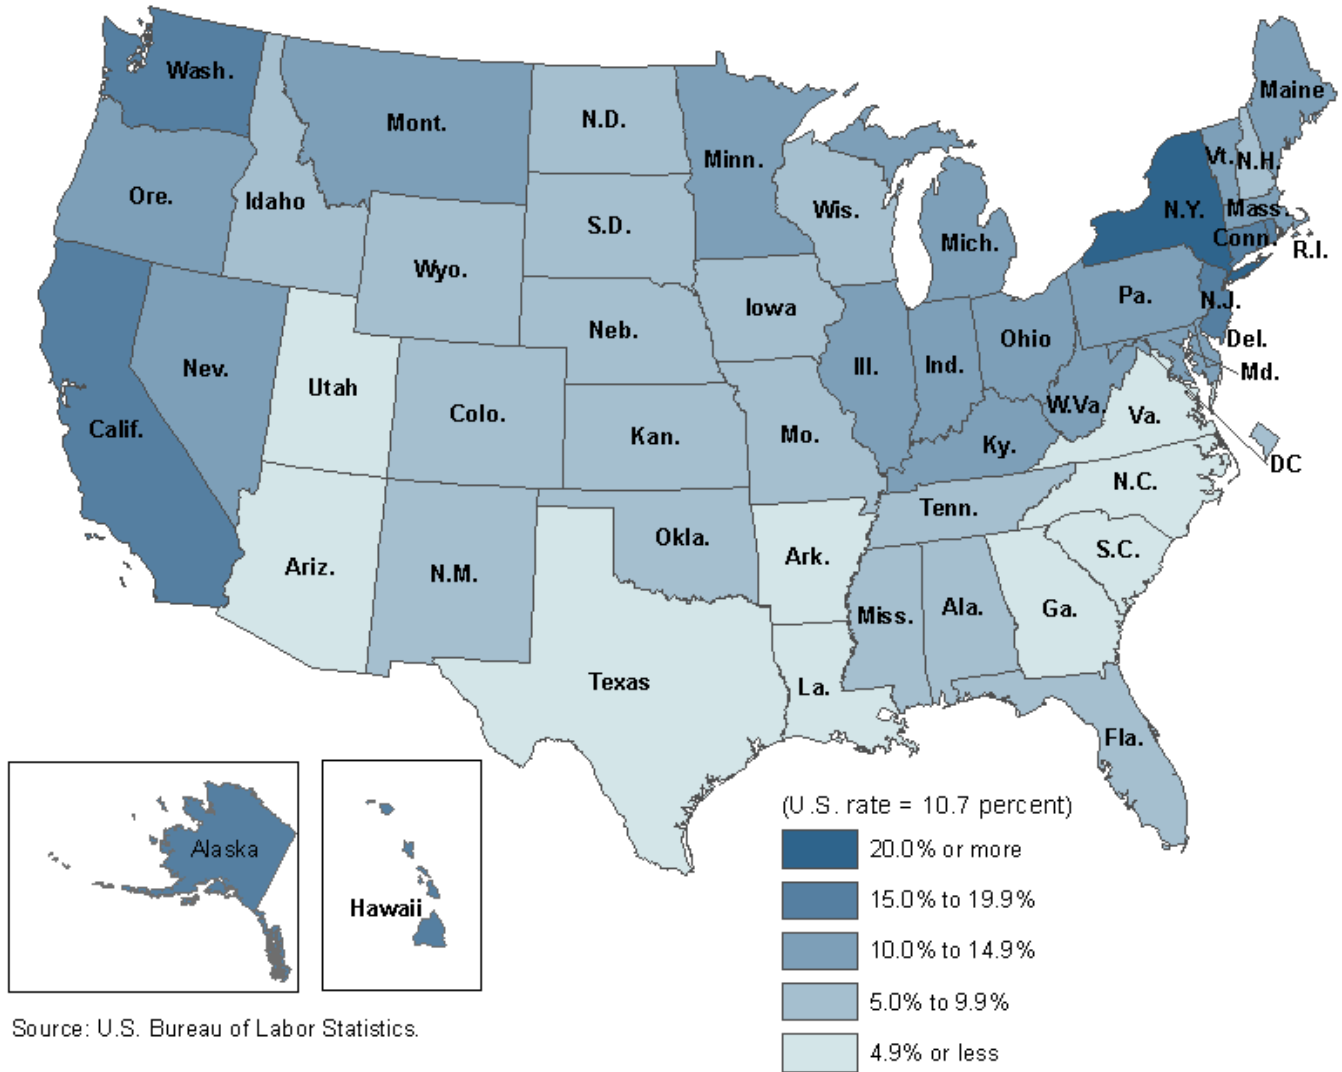 Wash.
Mont.
N.D.
Minn.
Maine
Vt.
N.H.
Ore.
Idaho
S.D.
Wis.
Mich.
N.Y.
Mass.
Conn.
R.I.
Wyo.
Iowa
Neb.
Pa.
N.J.
Ohio
Del.
Nev.
Utah
Ill.
Ind.
Md.
Colo.
Kan.
Mo.
W.Va.
Va.
Calif.
Ky.
DC
N.C.
Tenn.
Okla.
Ark.
S.C.
Ariz.
N.M.
Miss.
Ala.
Ga.
Texas
La.
Fla.
(U.S. rate = 10.7 percent)
20.0% or more
15.0% to 19.9%
10.0% to 14.9%
5.0% to 9.9%
4.9% or less
Alaska
Hawaii
Source: U.S. Bureau of Labor Statistics.